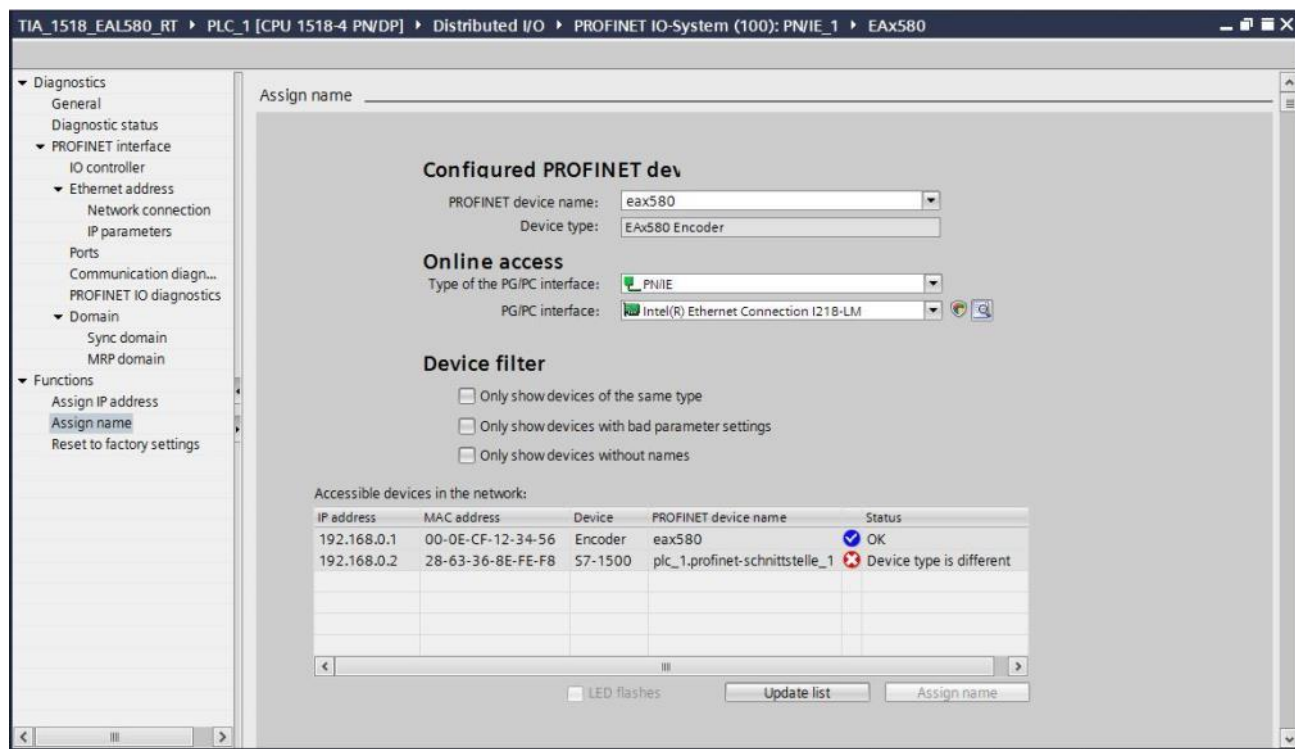 TIA_1518_EAL580_RT ▸ PLC_1 [CPU 1518-4 PN/DP] ▸ Distributed I/O ▸ PROFINET IO-System (100): PN/IE_1 ▸ EAx580
Diagnostics
General
Diagnostic status
PROFINET interface
IO controller
Ethernet address
Network connection
IP parameters
Ports
Communication diagn...
PROFINET IO diagnostics
Domain
Sync domain
MRP domain
Functions
Assign IP address
Assign name
Reset to factory settings
Assign name
Configured PROFINET dev
PROFINET device name: eax580
Device type: EAx580 Encoder
Online access
Type of the PG/PC interface: PN/IE
PG/PC interface: Intel(R) Ethernet Connection I218-LM
Device filter
Only show devices of the same type
Only show devices with bad parameter settings
Only show devices without names
Accessible devices in the network:
IP address MAC address Device PROFINET device name Status
192.168.0.1 00-0E-CF-12-34-56 Encoder eax580 OK
192.168.0.2 28-63-36-8E-FE-F8 S7-1500 plc_1.profinet-schnittstelle_1 Device type is different
LED flashes Update list Assign name